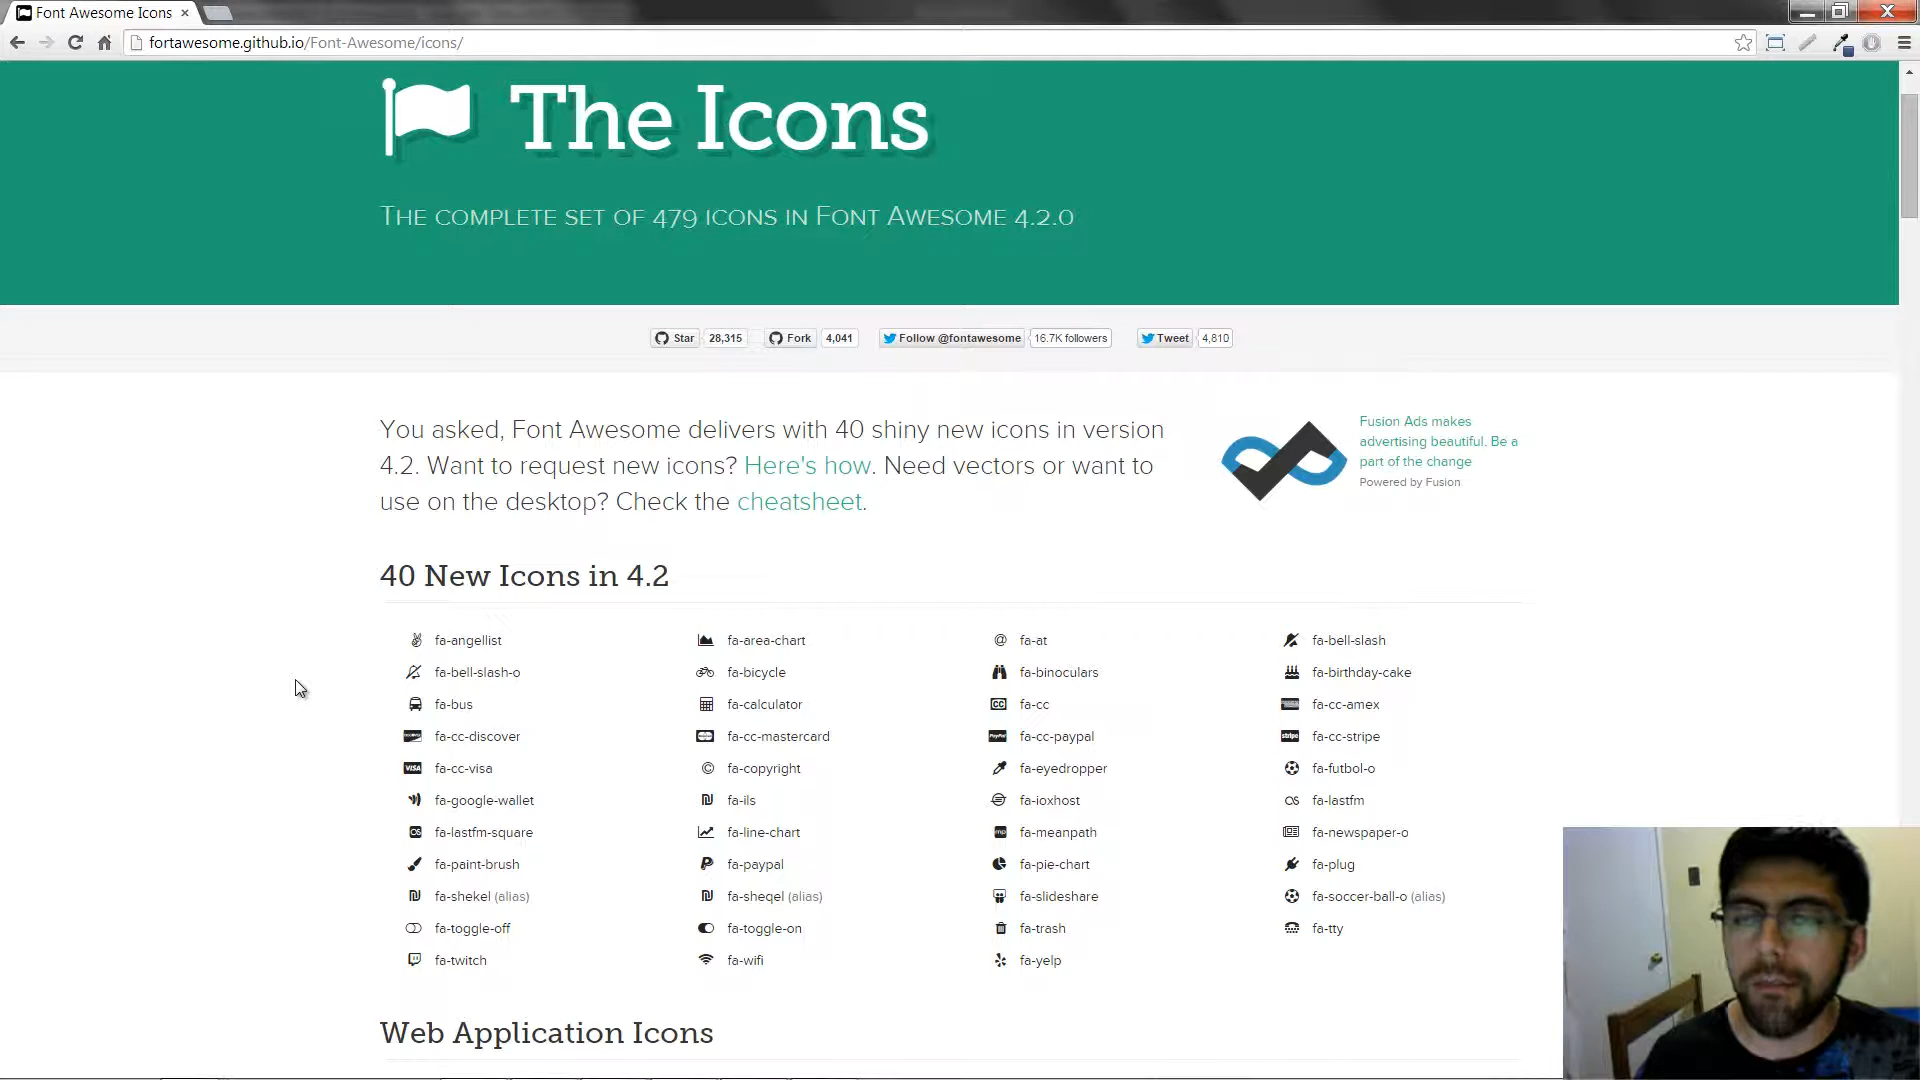 Font Awesome Icons
fortawesome.github.io/Font-Awesome/icons/
The Icons
The complete set of 479 icons in Font Awesome 4.2.0
Star 28,315 Fork 4,041 Follow @fontawesome 16.7K followers Tweet 4,810
You asked, Font Awesome delivers with 40 shiny new icons in version
4.2. Want to request new icons? Here's how. Need vectors or want to
use on the desktop? Check the cheatsheet.
Fusion Ads makes
advertising beautiful. Be a
part of the change
Powered by Fusion
40 New Icons in 4.2
fa-angellist fa-area-chart @ fa-at fa-bell-slash
fa-bell-slash-o fa-bicycle fa-binoculars fa-birthday-cake
fa-bus fa-calculator CC fa-cc fa-cc-amex
DISCOVER fa-cc-discover fa-cc-mastercard PayPal fa-cc-paypal stripe fa-cc-stripe
VISA fa-cc-visa © fa-copyright fa-eyedropper fa-futbol-o
fa-google-wallet ₪ fa-ils fa-ioxhost fa-lastfm
fa-lastfm-square fa-line-chart mp fa-meanpath fa-newspaper-o
fa-paint-brush fa-paypal fa-pie-chart fa-plug
₪ fa-shekel (alias) ₪ fa-sheqel (alias) fa-slideshare fa-soccer-ball-o (alias)
fa-toggle-off fa-toggle-on fa-trash fa-tty
fa-twitch fa-wifi fa-yelp
Web Application Icons